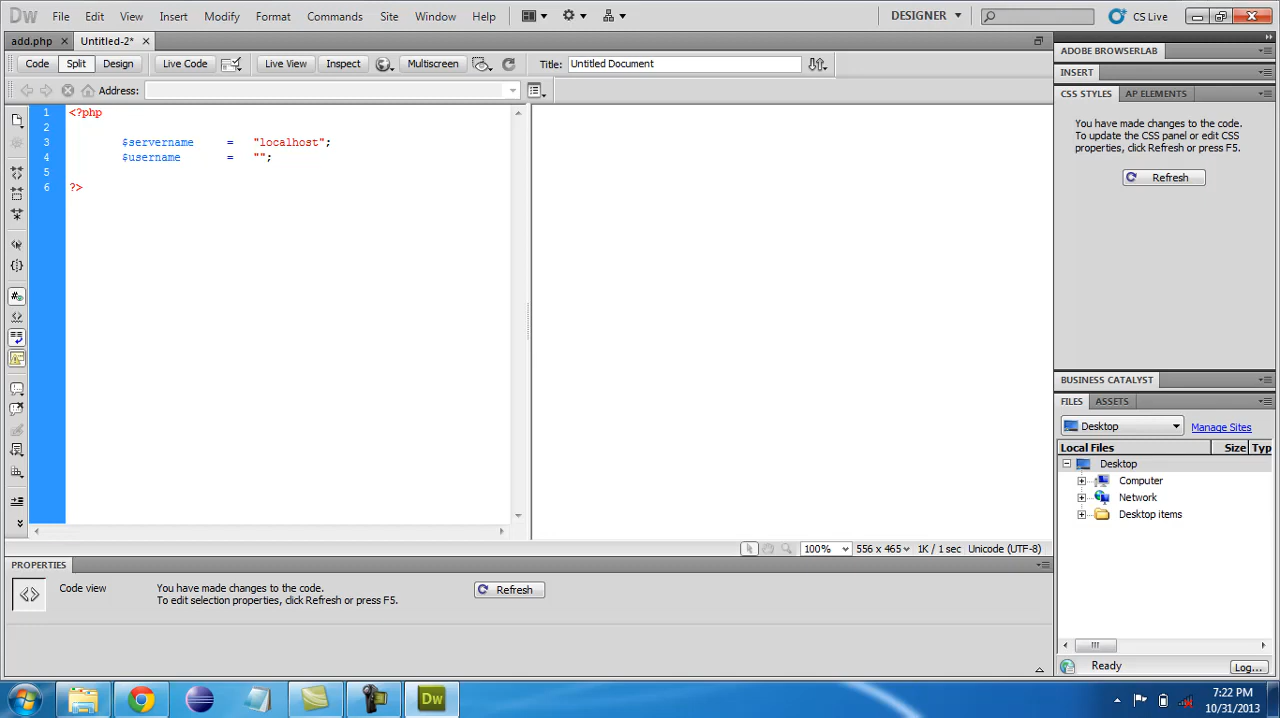 Dw File Edit View Insert Modify Format Commands Site Window Help DESIGNER CS Live
add.php Untitled-2*
Code Split Design Live Code Live View Inspect Multiscreen Title: Untitled Document
Address:
1 <?php
2
3 $servername = "localhost";
4 $username = "";
5
6 ?>
ADOBE BROWSERLAB
INSERT
CSS STYLES AP ELEMENTS
You have made changes to the code.
To update the CSS panel or edit CSS
properties, click Refresh or press F5.
Refresh
BUSINESS CATALYST
FILES ASSETS
Desktop Manage Sites
Local Files Size Typ
Desktop
Computer
Network
Desktop items
100% 556 x 465 1K / 1 sec Unicode (UTF-8)
PROPERTIES
Code view You have made changes to the code.
To edit selection properties, click Refresh or press F5.
Refresh
Ready Log...
Dw
7:22 PM
10/31/2013